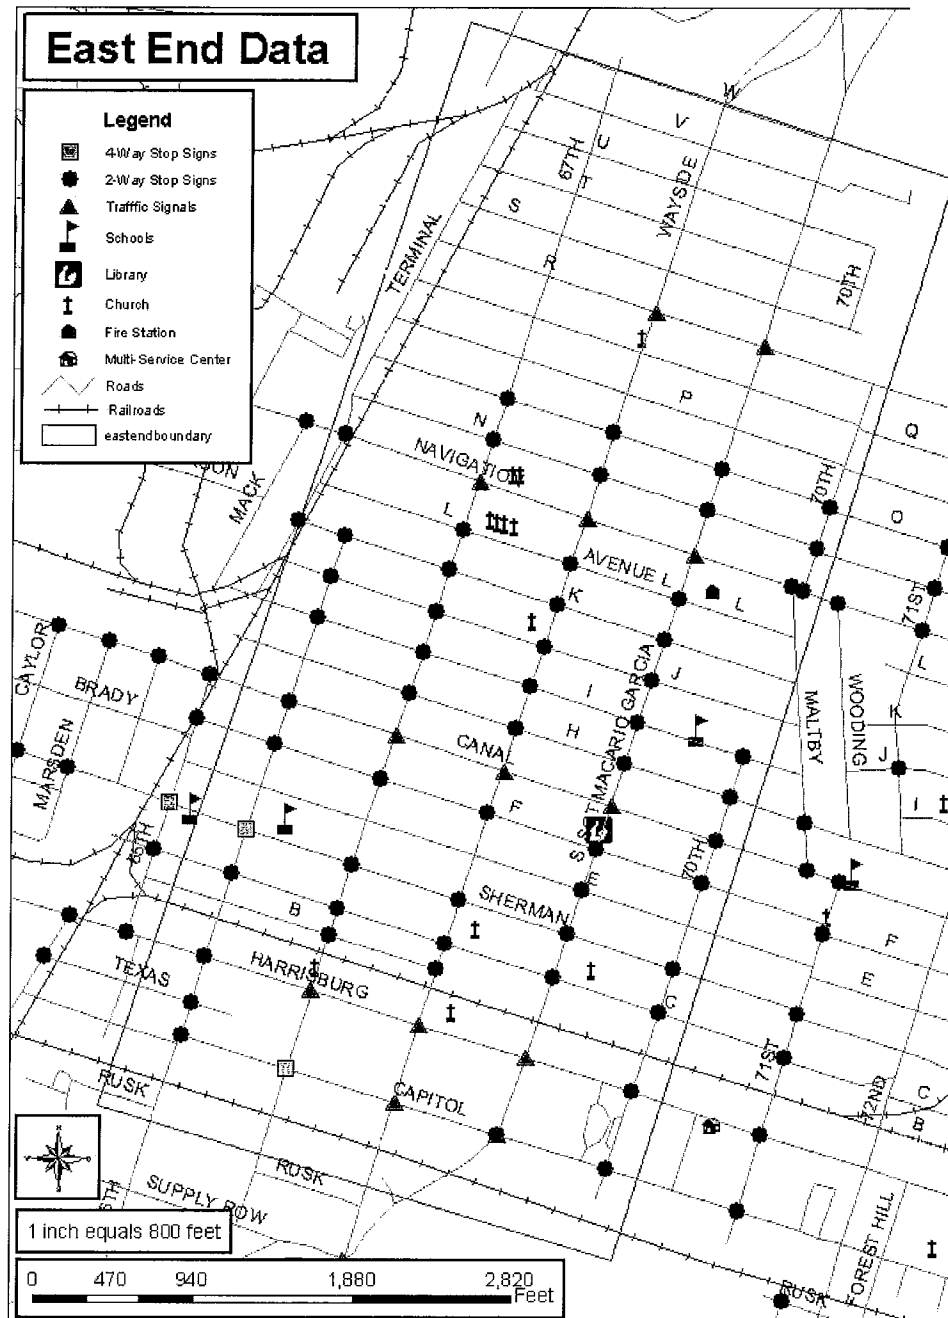 East End Data
Legend
4-Way Stop Signs
2-Way Stop Signs
Trafffic Signals
Schools
Library
Church
Fire Station
Multi-Service Center
Roads
Railroads
eastendboundary
W
V
U
67TH
T
WAYSIDE
S
TERMINAL
R
70TH
P
Q
N
NAVIGATION
MACK
70TH
O
L
AVENUE L
K
L
71ST
L
CAYLOR
BRADY
MARSDEN
I
J
H
CANAL
MALTBY
WOODING
K
J
I
F
SGT MACARIO GARCIA
S
65TH
E
70TH
SHERMAN
B
F
E
HARRISBURG
TEXAS
C
71ST
72ND
C
B
RUSK
CAPITOL
RUSK
SUPPLY ROW
FOREST HILL
RUSK
1 inch equals 800 feet
0 470 940 1,880 2,820
Feet